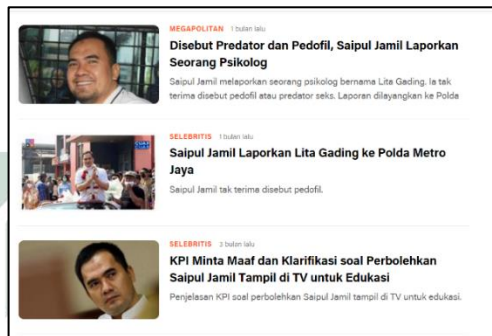 MEGAPOLITAN 1 bulan lalu
Disebut Predator dan Pedofil, Saipul Jamil Laporkan
Seorang Psikolog
Saipul Jamil melaporkan seorang psikolog bernama Lita Gading. Ia tak
terima disebut pedofil atau predator seks. Laporan dilayangkan ke Polda
SELEBRITIS 1 bulan lalu
Saipul Jamil Laporkan Lita Gading ke Polda Metro
Jaya
Saipul Jamil tak terima disebut pedofil.
SELEBRITIS 3 bulan lalu
KPI Minta Maaf dan Klarifikasi soal Perbolehkan
Saipul Jamil Tampil di TV untuk Edukasi
Penjelasan KPI soal perbolehkan Saipul Jamil tampil di TV untuk edukasi.